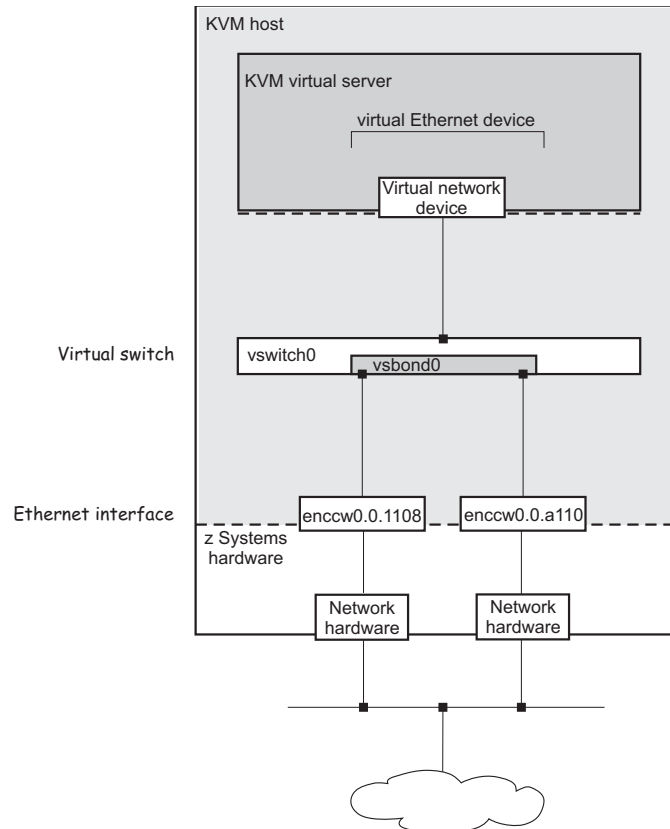 KVM host
KVM virtual server
virtual Ethernet device
Virtual network
device
Virtual switch
vswitch0
vsbond0
Ethernet interface
enccw0.0.1108
enccw0.0.a110
z Systems
hardware
Network
hardware
Network
hardware